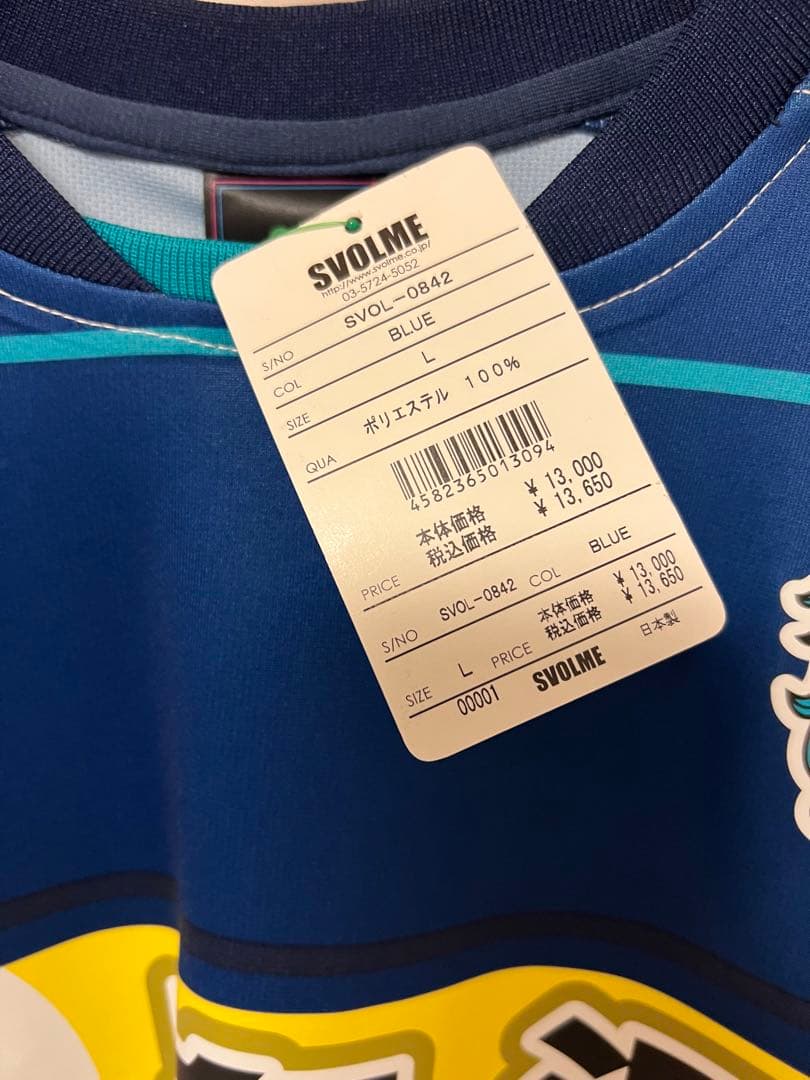 SVOLME
http://www.svolme.co.jp/
03-5724-5052
S/NO SVOL-0842
COL BLUE
SIZE L
QUA ポリエステル 100%
4582365013094
本体価格 ¥13,000
税込価格 ¥13,650
PRICE
S/NO SVOL-0842 COL BLUE
本体価格 ¥13,000
税込価格 ¥13,650
SIZE L PRICE
00001 SVOLME 日本製